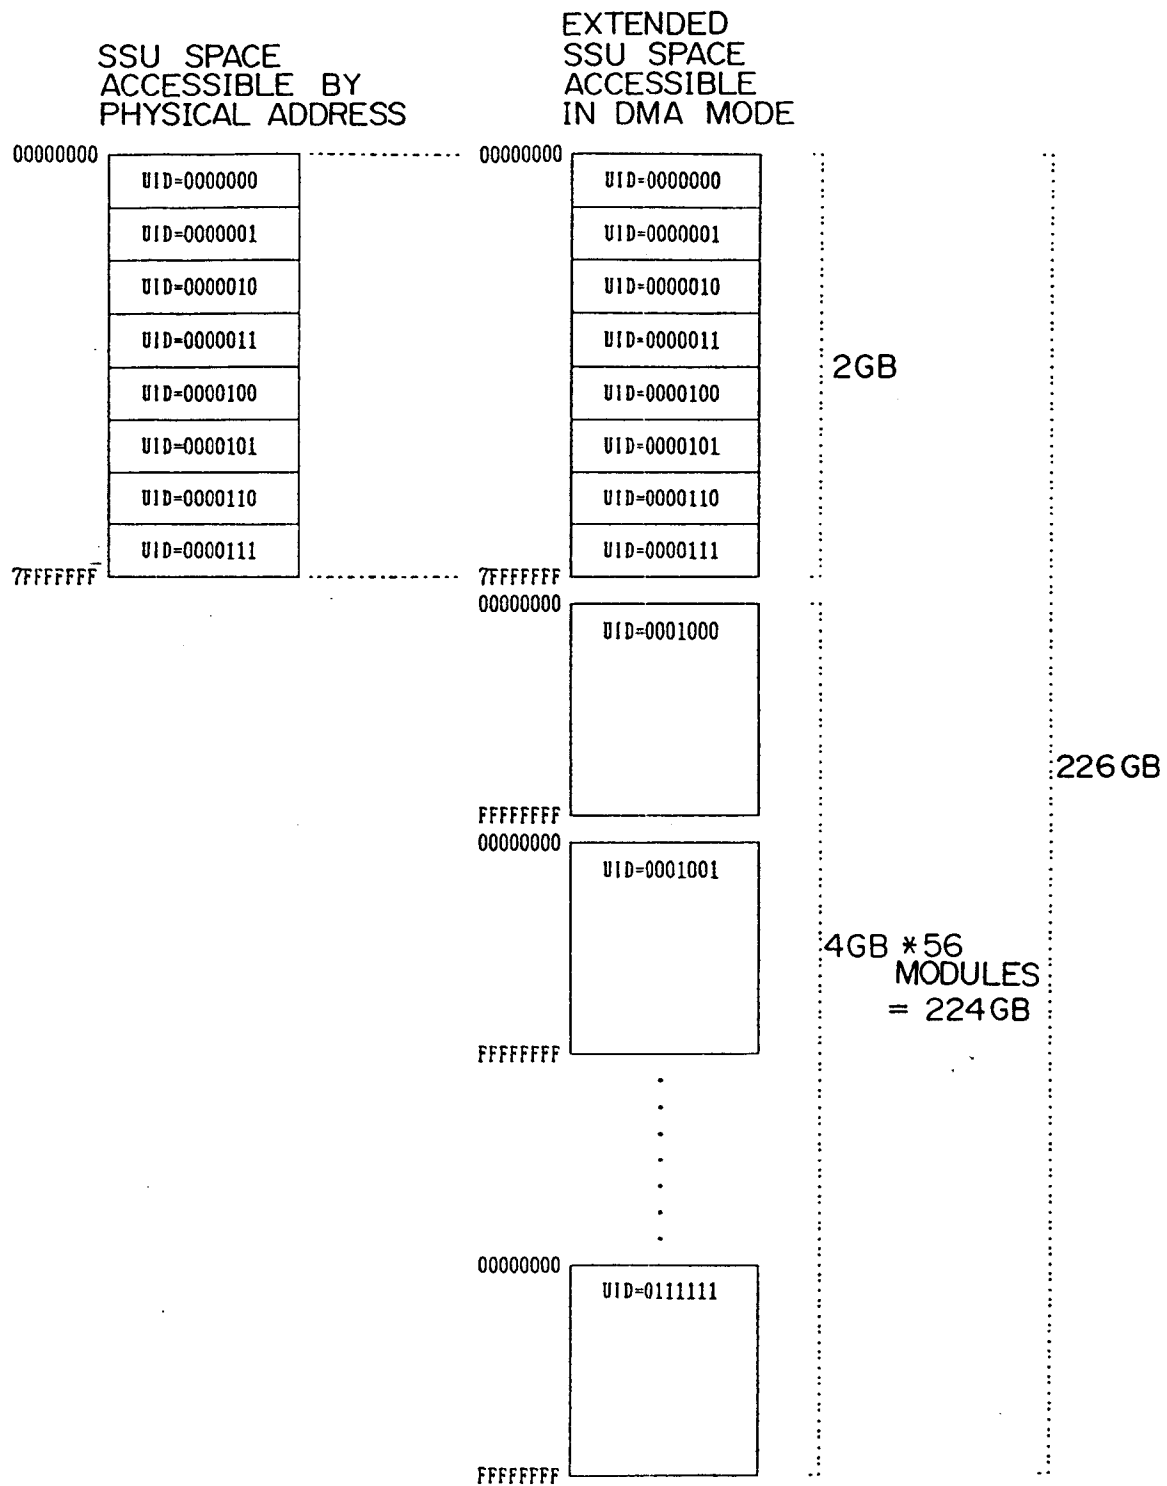 SSU SPACE
ACCESSIBLE BY
PHYSICAL ADDRESS
EXTENDED
SSU SPACE
ACCESSIBLE
IN DMA MODE
00000000
UID=0000000
UID=0000001
UID=0000010
UID=0000011
UID=0000100
UID=0000101
UID=0000110
UID=0000111
7FFFFFFF
00000000
UID=0000000
UID=0000001
UID=0000010
UID=0000011
UID=0000100
UID=0000101
UID=0000110
UID=0000111
7FFFFFFF
2GB
00000000
UID=0001000
FFFFFFFF
00000000
UID=0001001
FFFFFFFF
00000000
UID=0111111
FFFFFFFF
4GB *56
MODULES
= 224GB
226GB